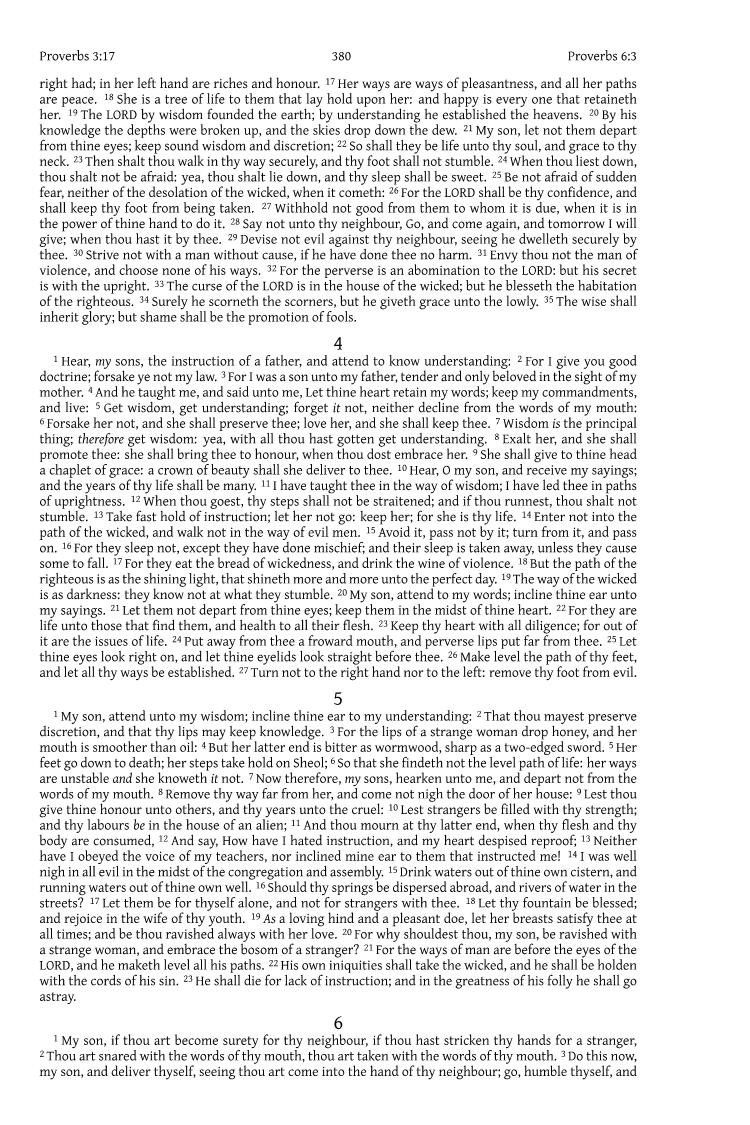 Proverbs 3:17 380 Proverbs 6:3
right had; in her left hand are riches and honour. 17 Her ways are ways of pleasantness, and all her paths
are peace. 18 She is a tree of life to them that lay hold upon her: and happy is every one that retaineth
her. 19 The LORD by wisdom founded the earth; by understanding he established the heavens. 20 By his
knowledge the depths were broken up, and the skies drop down the dew. 21 My son, let not them depart
from thine eyes; keep sound wisdom and discretion; 22 So shall they be life unto thy soul, and grace to thy
neck. 23 Then shalt thou walk in thy way securely, and thy foot shall not stumble. 24 When thou liest down,
thou shalt not be afraid: yea, thou shalt lie down, and thy sleep shall be sweet. 25 Be not afraid of sudden
fear, neither of the desolation of the wicked, when it cometh: 26 For the LORD shall be thy confidence, and
shall keep thy foot from being taken. 27 Withhold not good from them to whom it is due, when it is in
the power of thine hand to do it. 28 Say not unto thy neighbour, Go, and come again, and tomorrow I will
give; when thou hast it by thee. 29 Devise not evil against thy neighbour, seeing he dwelleth securely by
thee. 30 Strive not with a man without cause, if he have done thee no harm. 31 Envy thou not the man of
violence, and choose none of his ways. 32 For the perverse is an abomination to the LORD: but his secret
is with the upright. 33 The curse of the LORD is in the house of the wicked; but he blesseth the habitation
of the righteous. 34 Surely he scorneth the scorners, but he giveth grace unto the lowly. 35 The wise shall
inherit glory; but shame shall be the promotion of fools.
4
1 Hear, my sons, the instruction of a father, and attend to know understanding: 2 For I give you good
doctrine; forsake ye not my law. 3 For I was a son unto my father, tender and only beloved in the sight of my
mother. 4 And he taught me, and said unto me, Let thine heart retain my words; keep my commandments,
and live: 5 Get wisdom, get understanding; forget it not, neither decline from the words of my mouth:
6 Forsake her not, and she shall preserve thee; love her, and she shall keep thee. 7 Wisdom is the principal
thing; therefore get wisdom: yea, with all thou hast gotten get understanding. 8 Exalt her, and she shall
promote thee: she shall bring thee to honour, when thou dost embrace her. 9 She shall give to thine head
a chaplet of grace: a crown of beauty shall she deliver to thee. 10 Hear, O my son, and receive my sayings;
and the years of thy life shall be many. 11 I have taught thee in the way of wisdom; I have led thee in paths
of uprightness. 12 When thou goest, thy steps shall not be straitened; and if thou runnest, thou shalt not
stumble. 13 Take fast hold of instruction; let her not go: keep her; for she is thy life. 14 Enter not into the
path of the wicked, and walk not in the way of evil men. 15 Avoid it, pass not by it; turn from it, and pass
on. 16 For they sleep not, except they have done mischief; and their sleep is taken away, unless they cause
some to fall. 17 For they eat the bread of wickedness, and drink the wine of violence. 18 But the path of the
righteous is as the shining light, that shineth more and more unto the perfect day. 19 The way of the wicked
is as darkness: they know not at what they stumble. 20 My son, attend to my words; incline thine ear unto
my sayings. 21 Let them not depart from thine eyes; keep them in the midst of thine heart. 22 For they are
life unto those that find them, and health to all their flesh. 23 Keep thy heart with all diligence; for out of
it are the issues of life. 24 Put away from thee a froward mouth, and perverse lips put far from thee. 25 Let
thine eyes look right on, and let thine eyelids look straight before thee. 26 Make level the path of thy feet,
and let all thy ways be established. 27 Turn not to the right hand nor to the left: remove thy foot from evil.
5
1 My son, attend unto my wisdom; incline thine ear to my understanding: 2 That thou mayest preserve
discretion, and that thy lips may keep knowledge. 3 For the lips of a strange woman drop honey, and her
mouth is smoother than oil: 4 But her latter end is bitter as wormwood, sharp as a two-edged sword. 5 Her
feet go down to death; her steps take hold on Sheol; 6 So that she findeth not the level path of life: her ways
are unstable and she knoweth it not. 7 Now therefore, my sons, hearken unto me, and depart not from the
words of my mouth. 8 Remove thy way far from her, and come not nigh the door of her house: 9 Lest thou
give thine honour unto others, and thy years unto the cruel: 10 Lest strangers be filled with thy strength;
and thy labours be in the house of an alien; 11 And thou mourn at thy latter end, when thy flesh and thy
body are consumed, 12 And say, How have I hated instruction, and my heart despised reproof; 13 Neither
have I obeyed the voice of my teachers, nor inclined mine ear to them that instructed me! 14 I was well
nigh in all evil in the midst of the congregation and assembly. 15 Drink waters out of thine own cistern, and
running waters out of thine own well. 16 Should thy springs be dispersed abroad, and rivers of water in the
streets? 17 Let them be for thyself alone, and not for strangers with thee. 18 Let thy fountain be blessed;
and rejoice in the wife of thy youth. 19 As a loving hind and a pleasant doe, let her breasts satisfy thee at
all times; and be thou ravished always with her love. 20 For why shouldest thou, my son, be ravished with
a strange woman, and embrace the bosom of a stranger? 21 For the ways of man are before the eyes of the
LORD, and he maketh level all his paths. 22 His own iniquities shall take the wicked, and he shall be holden
with the cords of his sin. 23 He shall die for lack of instruction; and in the greatness of his folly he shall go
astray.
6
1 My son, if thou art become surety for thy neighbour, if thou hast stricken thy hands for a stranger,
2 Thou art snared with the words of thy mouth, thou art taken with the words of thy mouth. 3 Do this now,
my son, and deliver thyself, seeing thou art come into the hand of thy neighbour; go, humble thyself, and